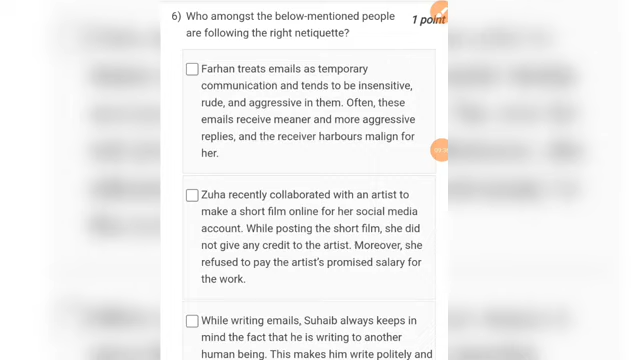 6) Who amongst the below-mentioned people
1 point
are following the right netiquette?
Farhan treats emails as temporary
communication and tends to be insensitive,
rude, and aggressive in them. Often, these
emails receive meaner and more aggressive
replies, and the receiver harbours malign for
her.
Zuha recently collaborated with an artist to
make a short film online for her social media
account. While posting the short film, she did
not give any credit to the artist. Moreover, she
refused to pay the artist's promised salary for
the work.
While writing emails, Suhaib always keeps in
mind the fact that he is writing to another
human being. This makes him write politely and